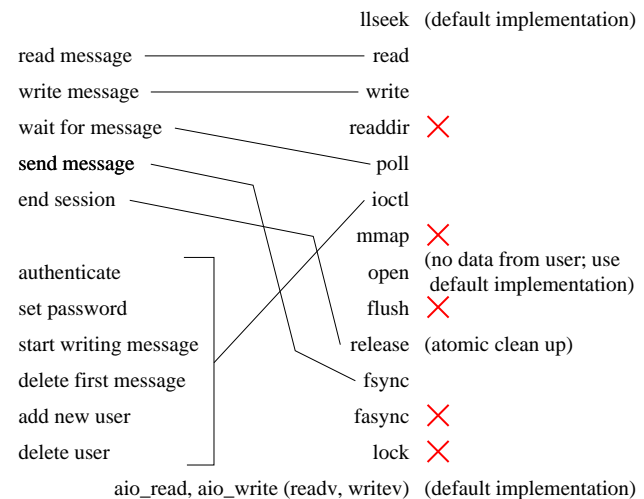 llseek (default implementation)
read message read
write message write
wait for message readdir
send message poll
end session ioctl
mmap
authenticate open (no data from user; use
default implementation)
set password flush
start writing message release (atomic clean up)
delete first message fsync
add new user fasync
delete user lock
aio_read, aio_write (readv, writev) (default implementation)